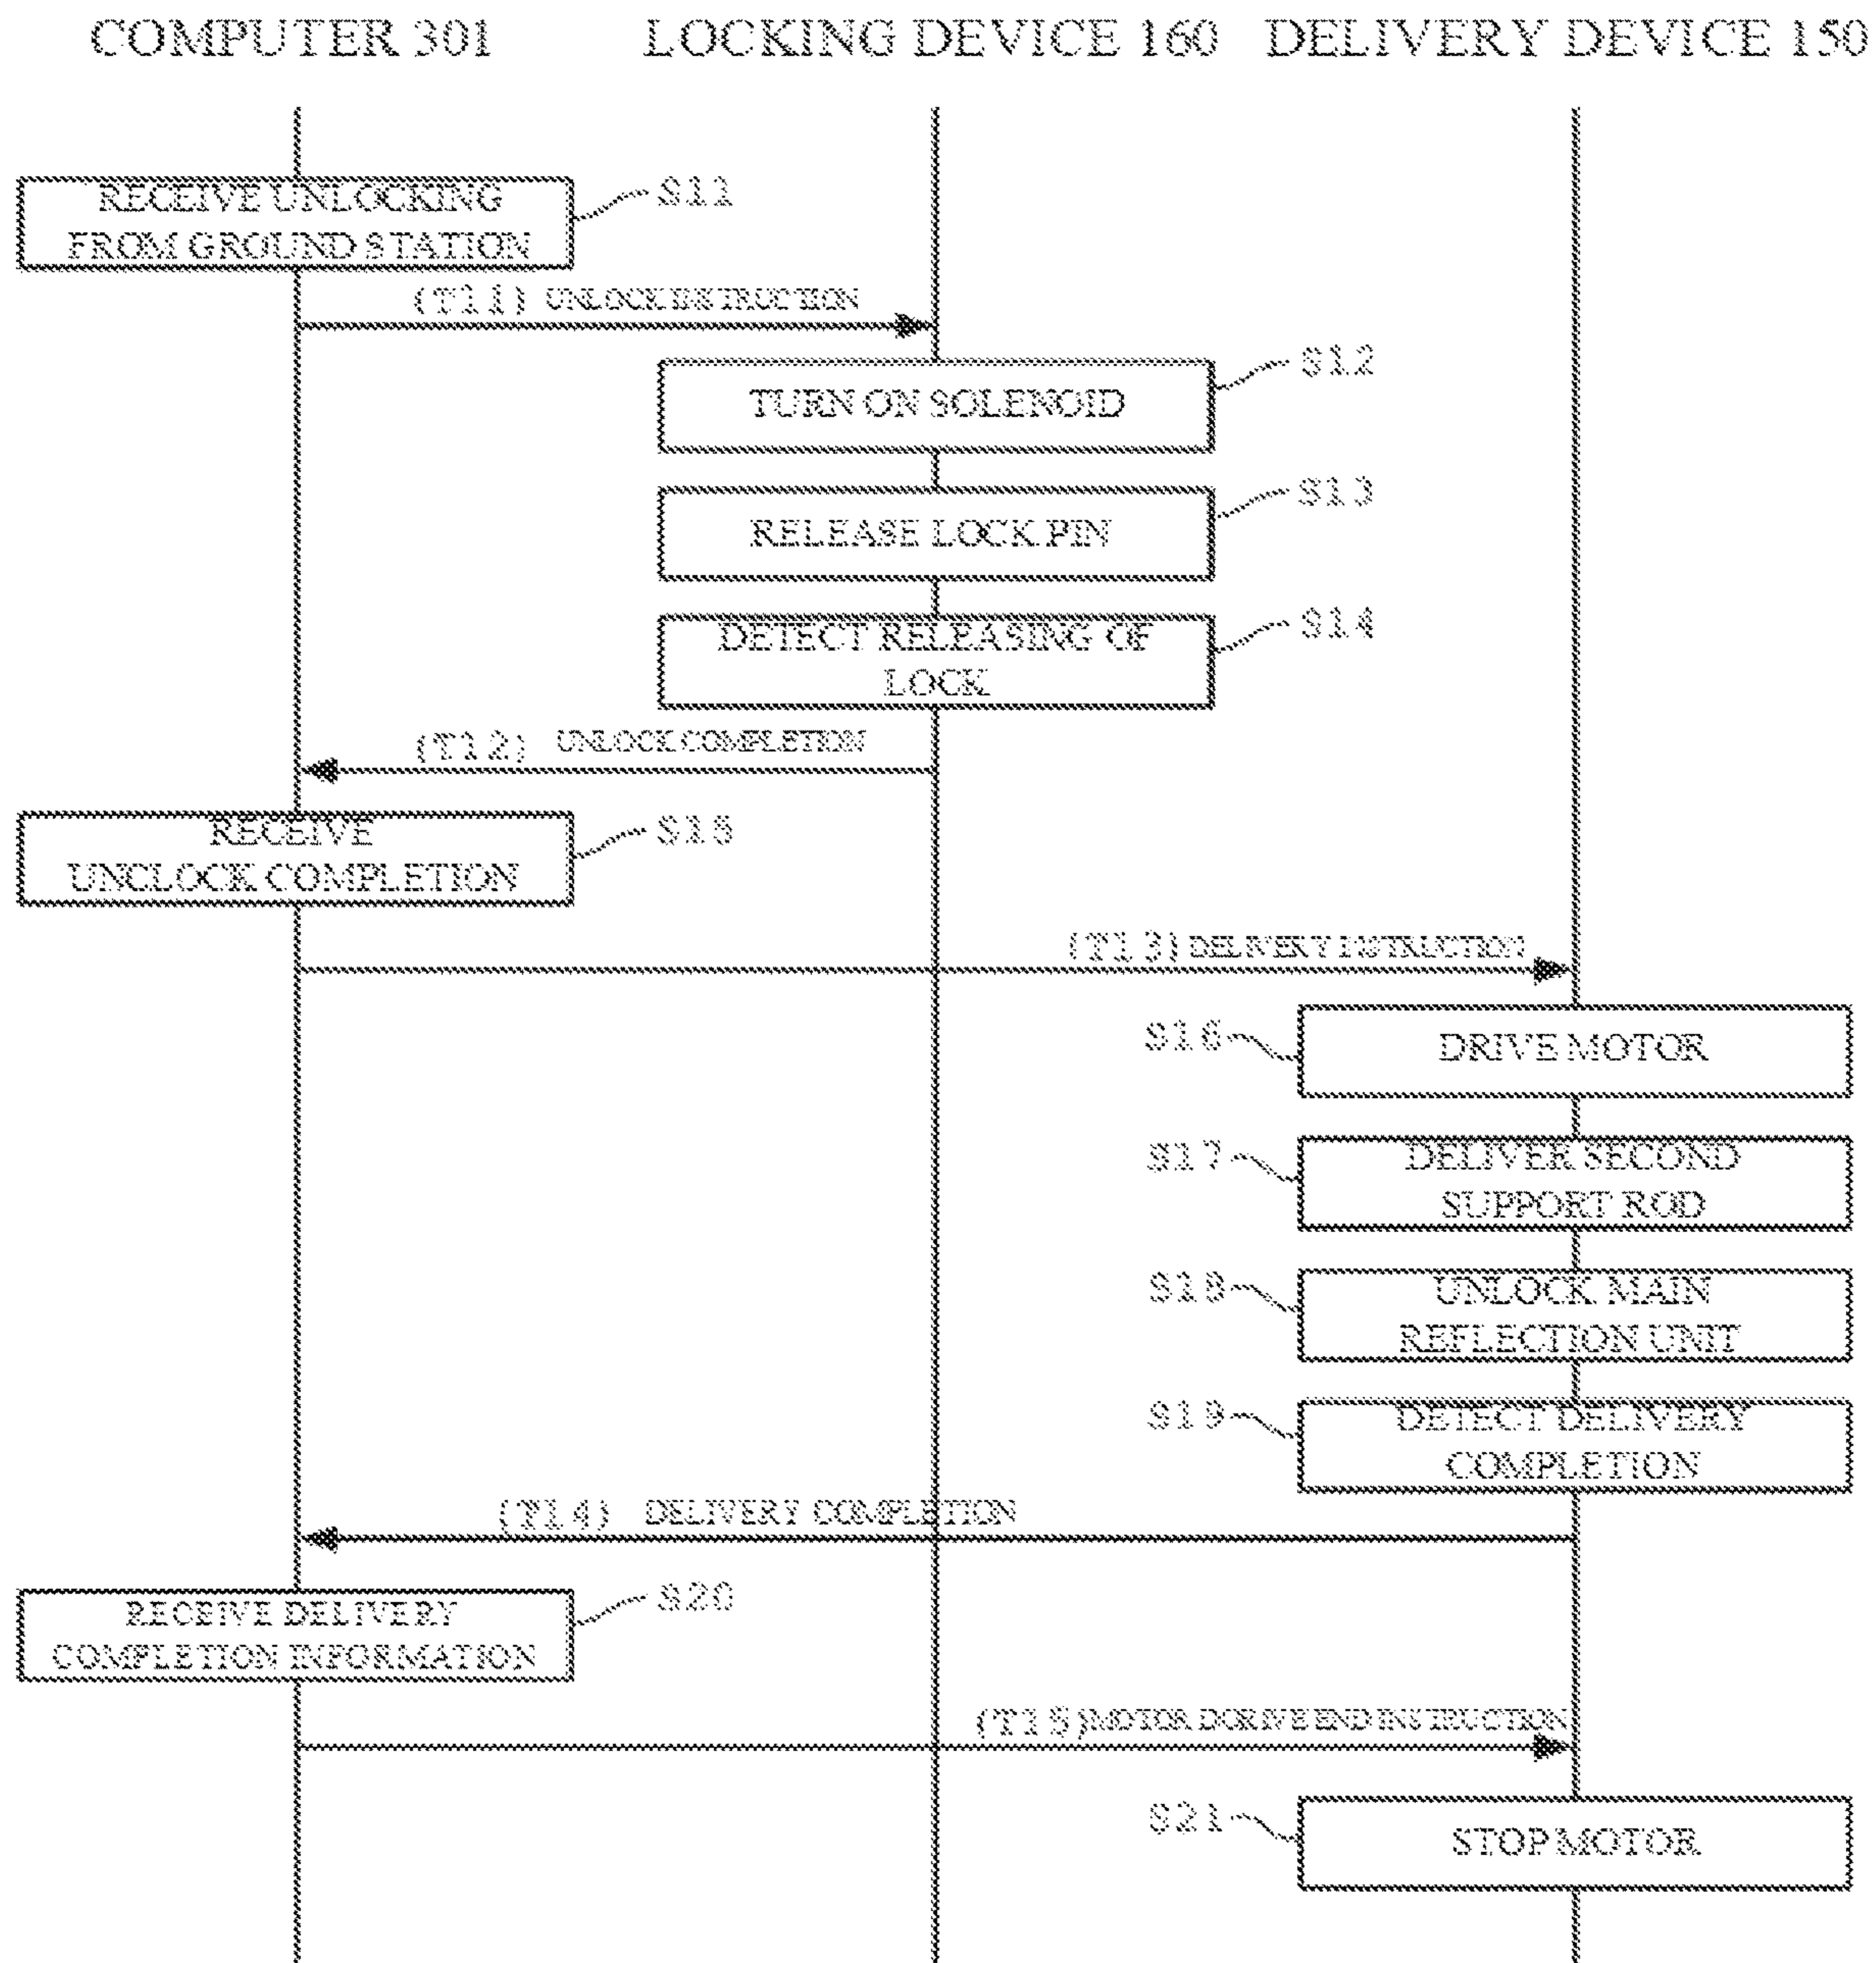 COMPUTER 301 LOCKING DEVICE 160 DELIVERY DEVICE 150
RECEIVE UNLOCKING
FROM GROUND STATION
S11
(T11) UNLOCK INSTRUCTION
TURN ON SOLENOID
S12
RELEASE LOCK PIN
S13
DETECT RELEASING OF
LOCK
S14
(T12) UNLOCK COMPLETION
RECEIVE
UNCLOCK COMPLETION
S15
(T13) DELIVERY INSTRUCTION
S16
DRIVE MOTOR
S17
DELIVER SECOND
SUPPORT ROD
S18
UNLOCK MAIN
REFLECTION UNIT
S19
DETECT DELIVERY
COMPLETION
(T14) DELIVERY COMPLETION
RECEIVE DELIVERY
COMPLETION INFORMATION
S20
(T15) MOTOR DORIVE END INSTRUCTION
S21
STOP MOTOR